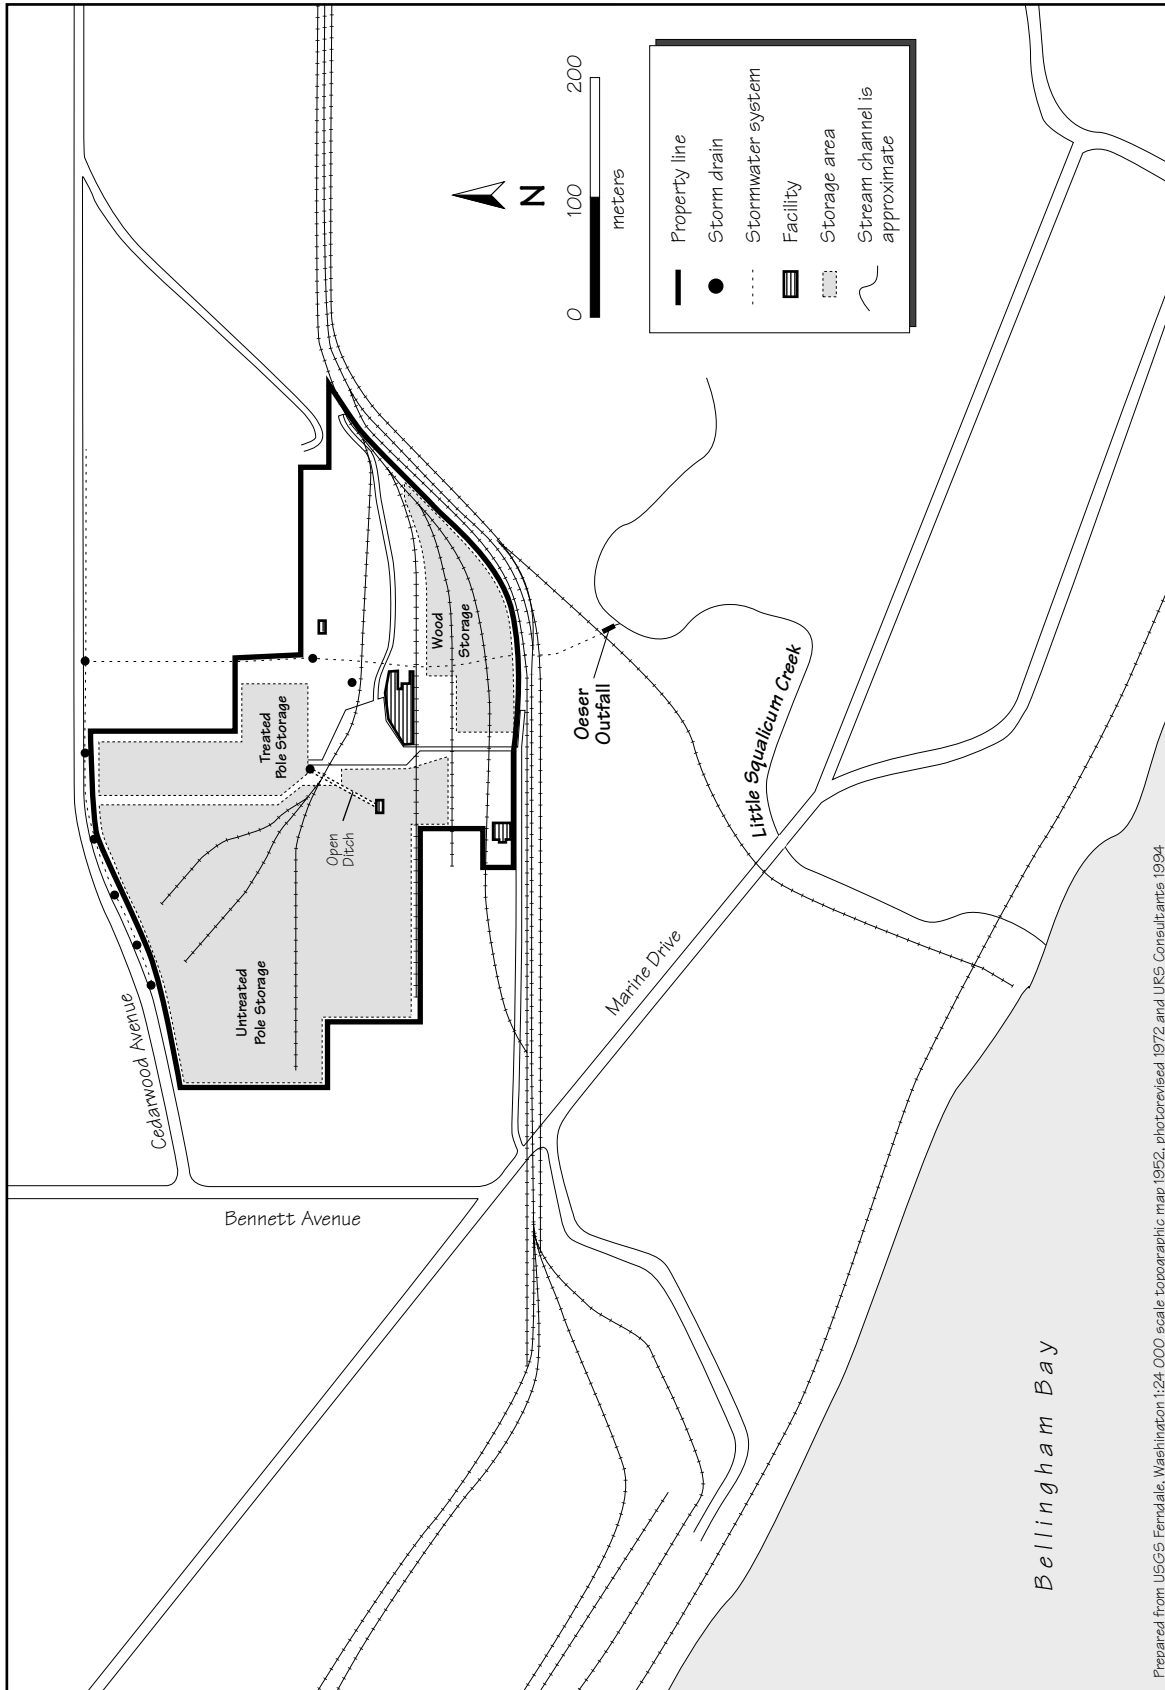 Cedarwood Avenue
Bennett Avenue
Untreated
Pole Storage
Treated
Pole Storage
Open
Ditch
Wood
Storage
Oeser
Outfall
Little Squalicum Creek
Marine Drive
Bellingham Bay
N
0 100 200
meters
Property line
Storm drain
Stormwater system
Facility
Storage area
Stream channel is
approximate
Prepared from USGS Ferndale, Washington 1:24 000 scale topographic map 1952, photorevised 1972 and URS Consultants 1994